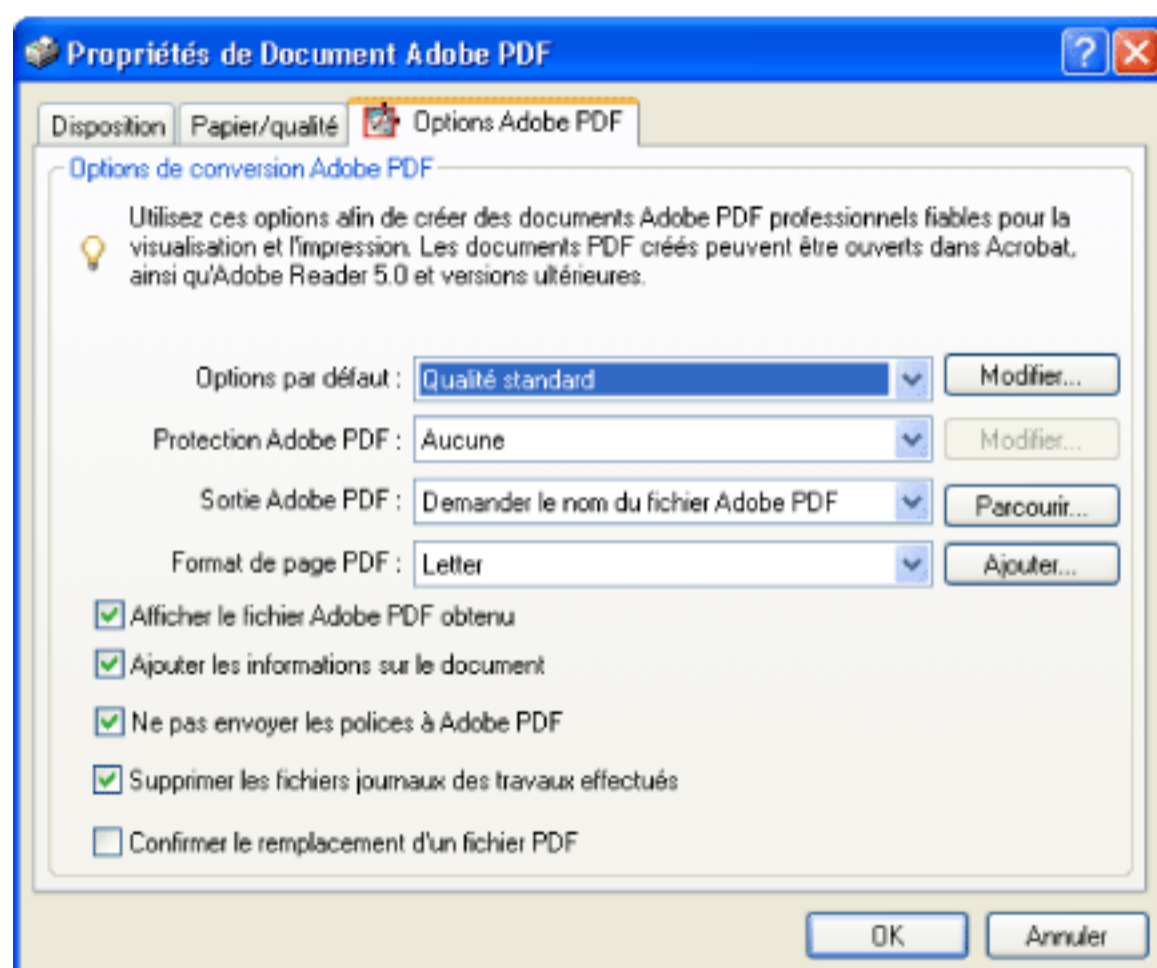 Propriétés de Document Adobe PDF
Disposition Papier/qualité Options Adobe PDF
Options de conversion Adobe PDF
Utilisez ces options afin de créer des documents Adobe PDF professionnels fiables pour la
visualisation et l'impression. Les documents PDF créés peuvent être ouverts dans Acrobat,
ainsi qu'Adobe Reader 5.0 et versions ultérieures.
Options par défaut : Qualité standard Modifier...
Protection Adobe PDF : Aucune Modifier...
Sortie Adobe PDF : Demander le nom du fichier Adobe PDF Parcourir...
Format de page PDF : Letter Ajouter...
Afficher le fichier Adobe PDF obtenu
Ajouter les informations sur le document
Ne pas envoyer les polices à Adobe PDF
Supprimer les fichiers journaux des travaux effectués
Confirmer le remplacement d'un fichier PDF
OK Annuler